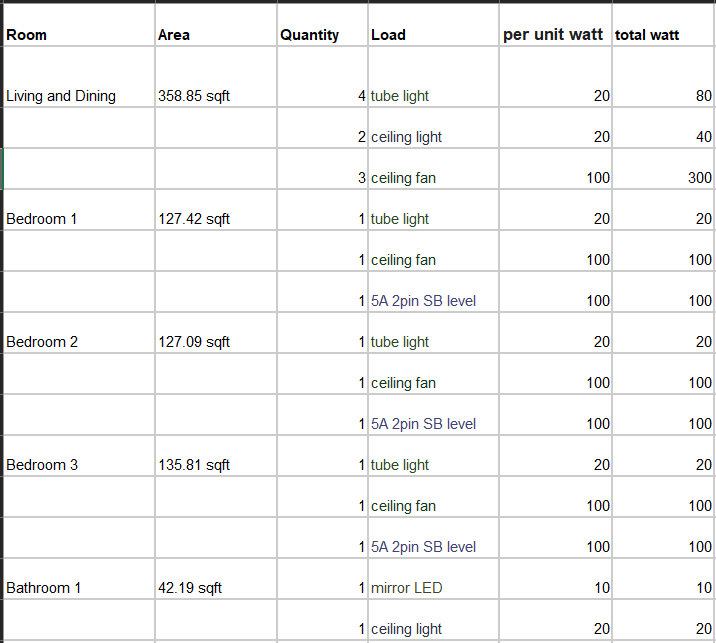 Room Area Quantity Load per unit watt total watt
Living and Dining 358.85 sqft 4 tube light 20 80
2 ceiling light 20 40
3 ceiling fan 100 300
Bedroom 1 127.42 sqft 1 tube light 20 20
1 ceiling fan 100 100
1 5A 2pin SB level 100 100
Bedroom 2 127.09 sqft 1 tube light 20 20
1 ceiling fan 100 100
1 5A 2pin SB level 100 100
Bedroom 3 135.81 sqft 1 tube light 20 20
1 ceiling fan 100 100
1 5A 2pin SB level 100 100
Bathroom 1 42.19 sqft 1 mirror LED 10 10
1 ceiling light 20 20